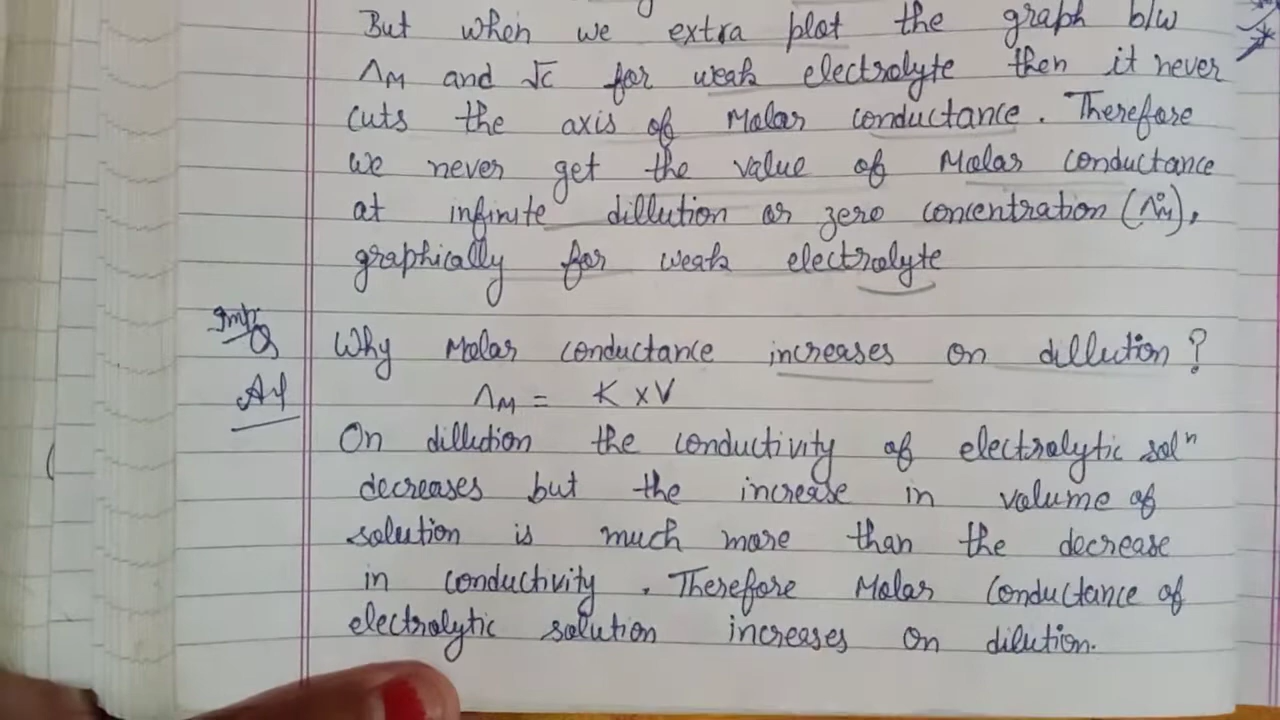 But when we extra plot the graph b/w
ΛM and √c for weak electrolyte then it never
cuts the axis of Molar conductance. Therefore
we never get the value of Molar conductance
at infinite dillution or zero concentration (Λ°M),
graphically for weak electrolyte
Imp. Q Why Molar conductance increases on dillution?
ΛM = K × V
On dillution the conductivity of electrolytic solⁿ
decreases but the increase in volume of
solution is much more than the decrease
in conductivity. Therefore Molar Conductance of
electrolytic solution increases on dilution.